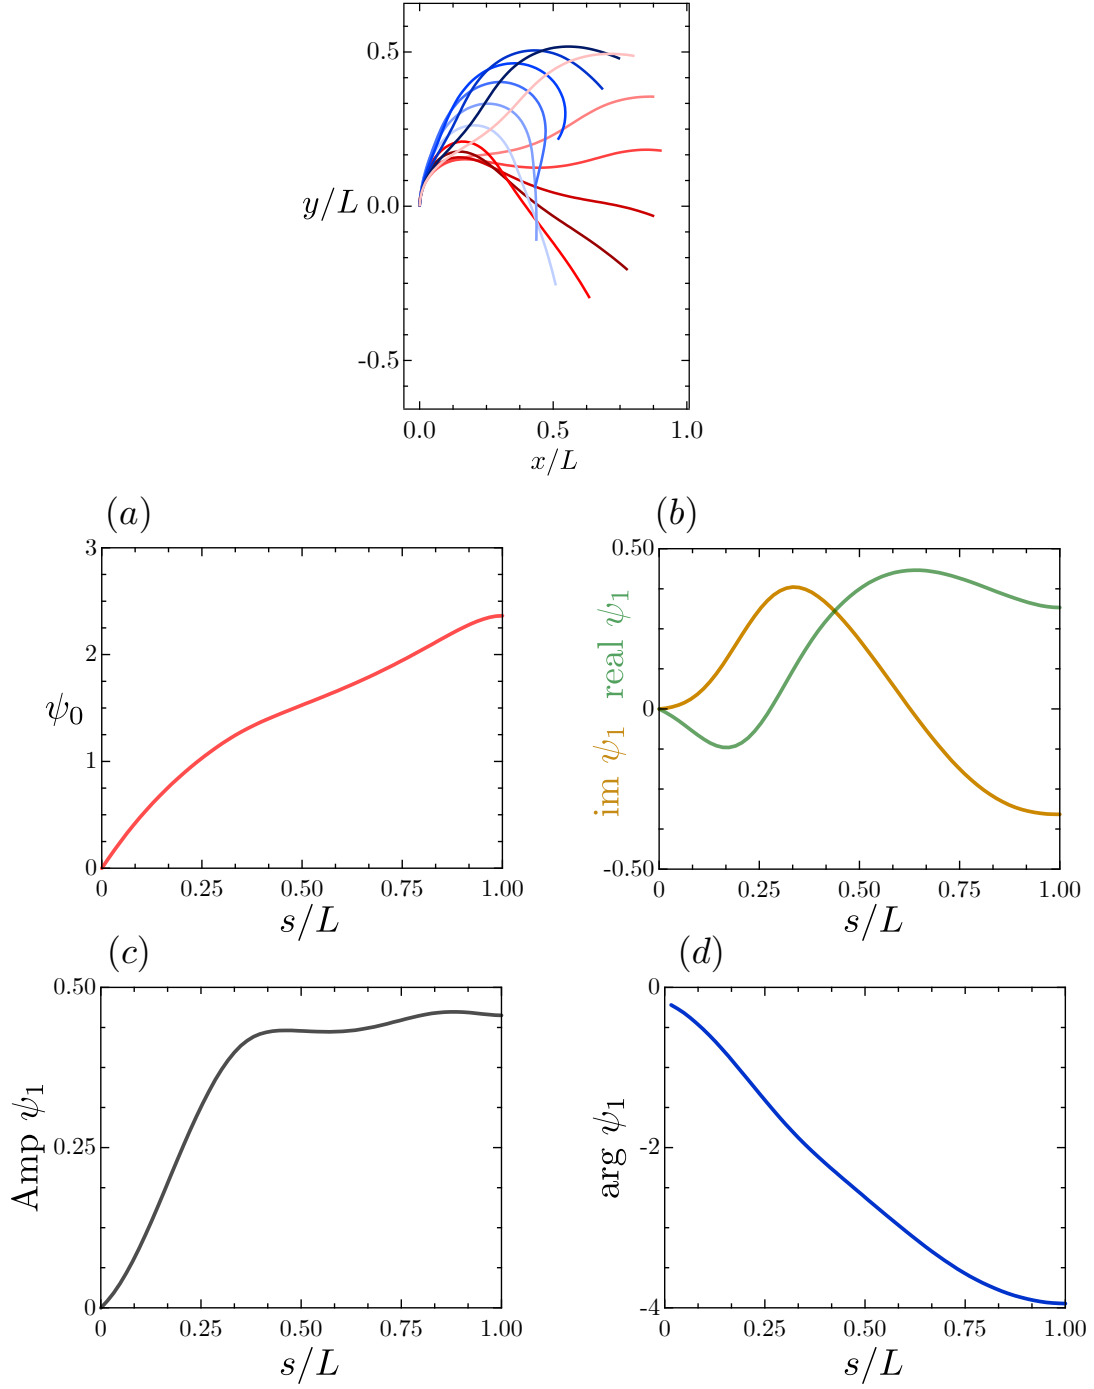 0.5
y/L 0.0
-0.5
0.0 0.5 1.0
x/L
(a)
3
2
ψ₀
1
0
0 0.25 0.50 0.75 1.00
s/L
(b)
0.50
0
-0.50
im ψ₁ real ψ₁
0 0.25 0.50 0.75 1.00
s/L
(c)
0.50
0.25
0
Amp ψ₁
0 0.25 0.50 0.75 1.00
s/L
(d)
0
-2
-4
arg ψ₁
0 0.25 0.50 0.75 1.00
s/L